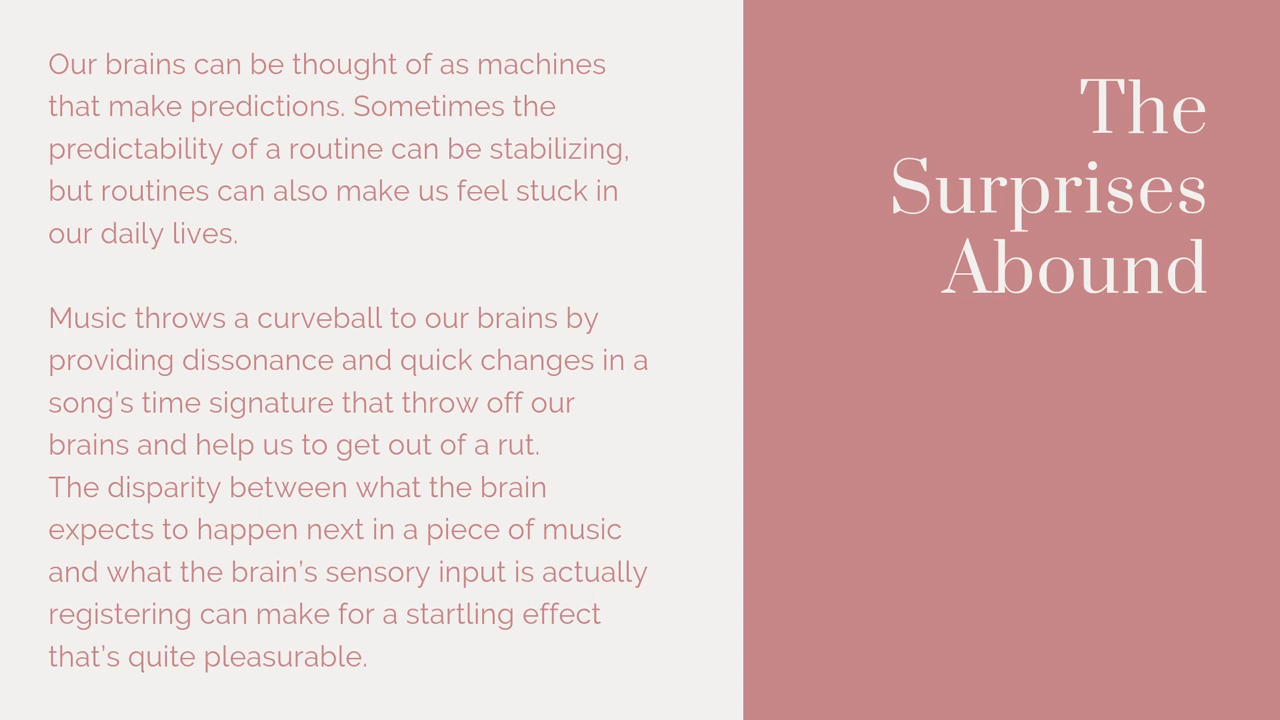 Our brains can be thought of as machines
that make predictions. Sometimes the
predictability of a routine can be stabilizing,
but routines can also make us feel stuck in
our daily lives.
Music throws a curveball to our brains by
providing dissonance and quick changes in a
song’s time signature that throw off our
brains and help us to get out of a rut.
The disparity between what the brain
expects to happen next in a piece of music
and what the brain’s sensory input is actually
registering can make for a startling effect
that’s quite pleasurable.
The
Surprises
Abound